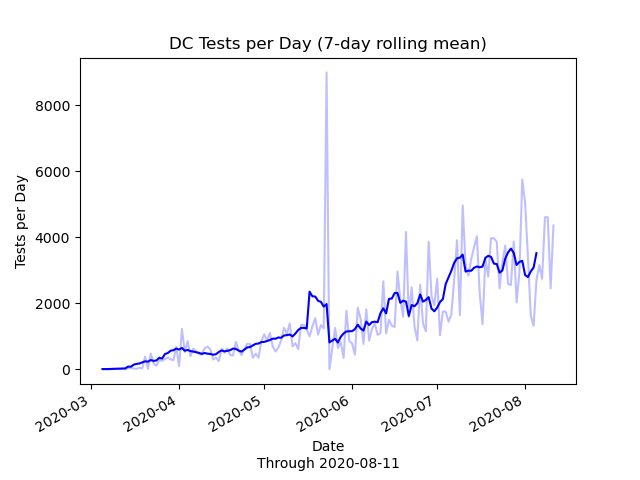 DC Tests per Day (7-day rolling mean)
Tests per Day
8000
6000
4000
2000
0
2020-03
2020-04
2020-05
2020-06
2020-07
2020-08
Date
Through 2020-08-11